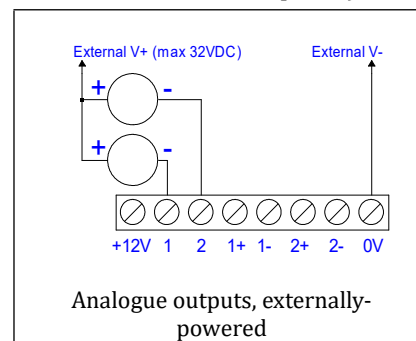 External V+ (max 32VDC) External V-
+ -
+ -
+12V 1 2 1+ 1- 2+ 2- 0V
Analogue outputs, externally-
powered